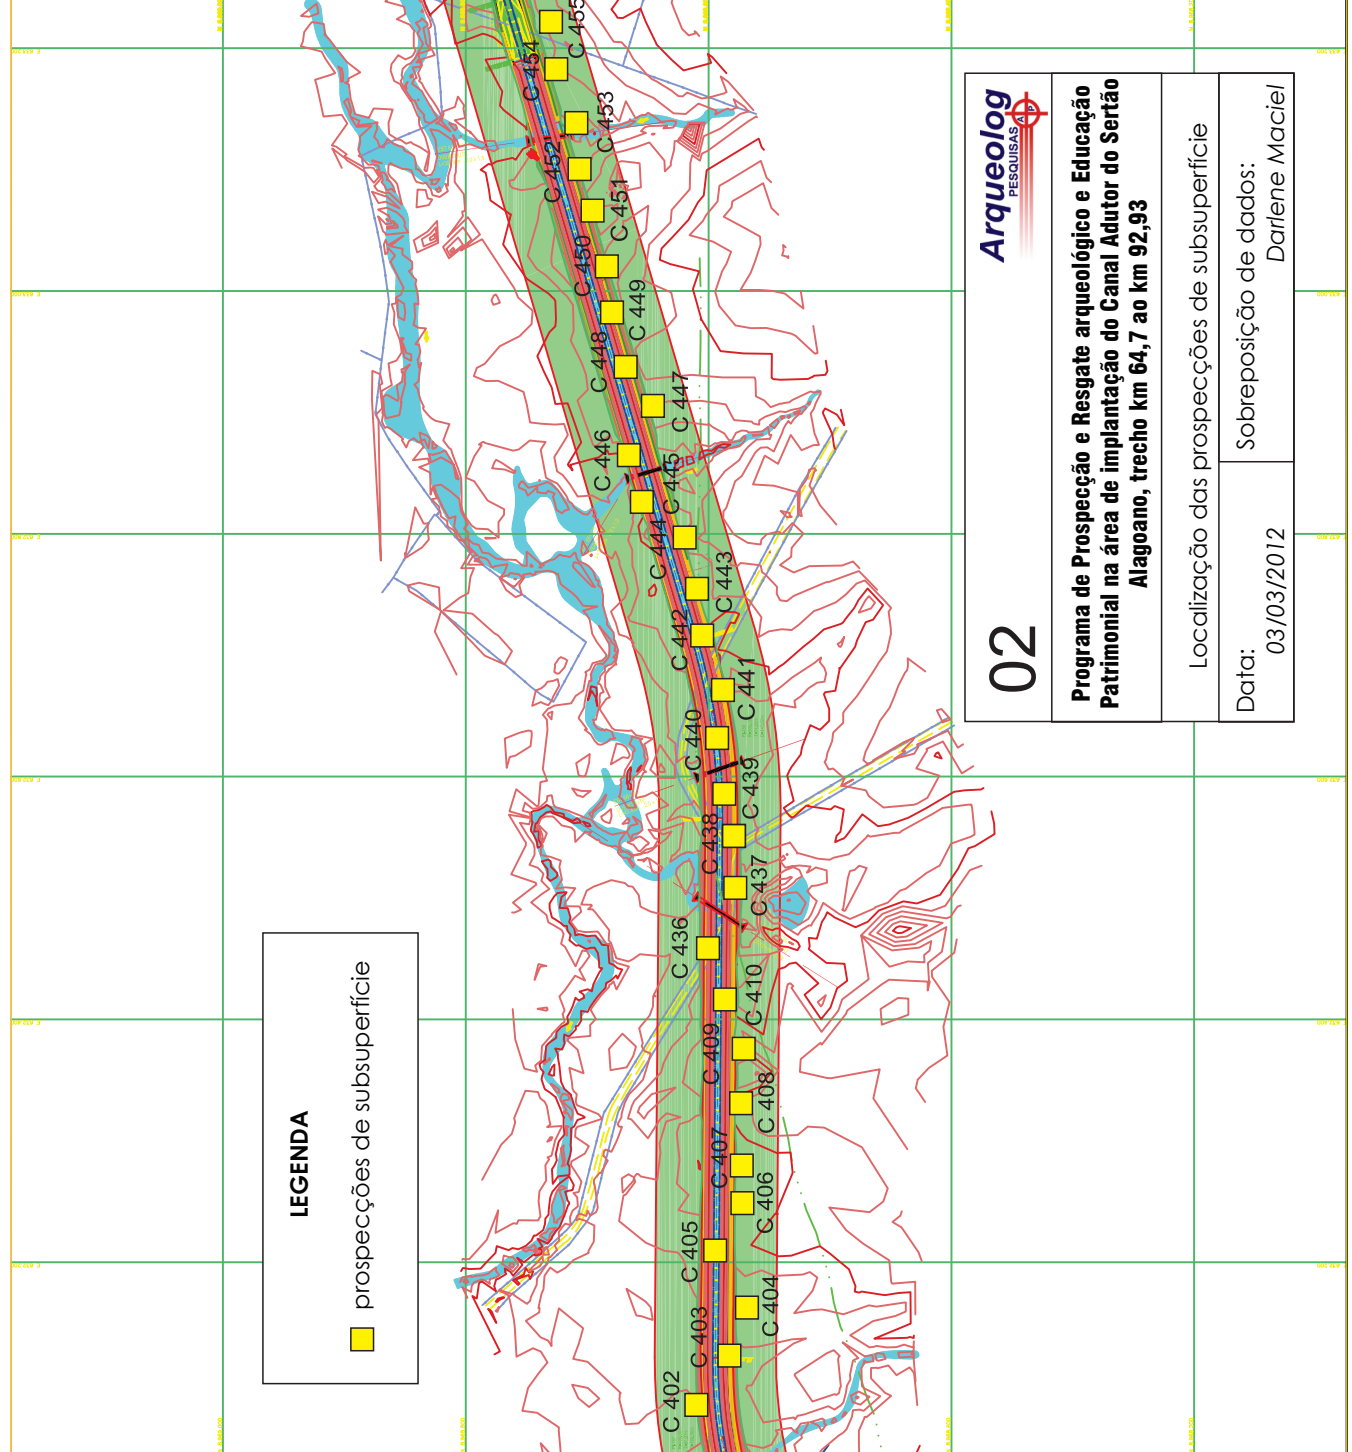 LEGENDA
prospecções de subsuperfície
C 402
C 403
C 404
C 405
C 406
C 407
C 408
C 409
C 410
C 436
C 437
C 438
C 439
C 440
C 441
C 442
C 443
C 444
C 445
C 446
C 447
C 448
C 449
C 450
C 451
C 452
C 453
C 454
C 455
02
Arqueolog
PESQUISAS
Programa de Prospecção e Resgate arqueológico e Educação
Patrimonial na área de implantação do Canal Adutor do Sertão
Alagoano, trecho km 64,7 ao km 92,93
Localização das prospecções de subsuperfície
Data:
03/03/2012
Sobreposição de dados:
Darlene Maciel